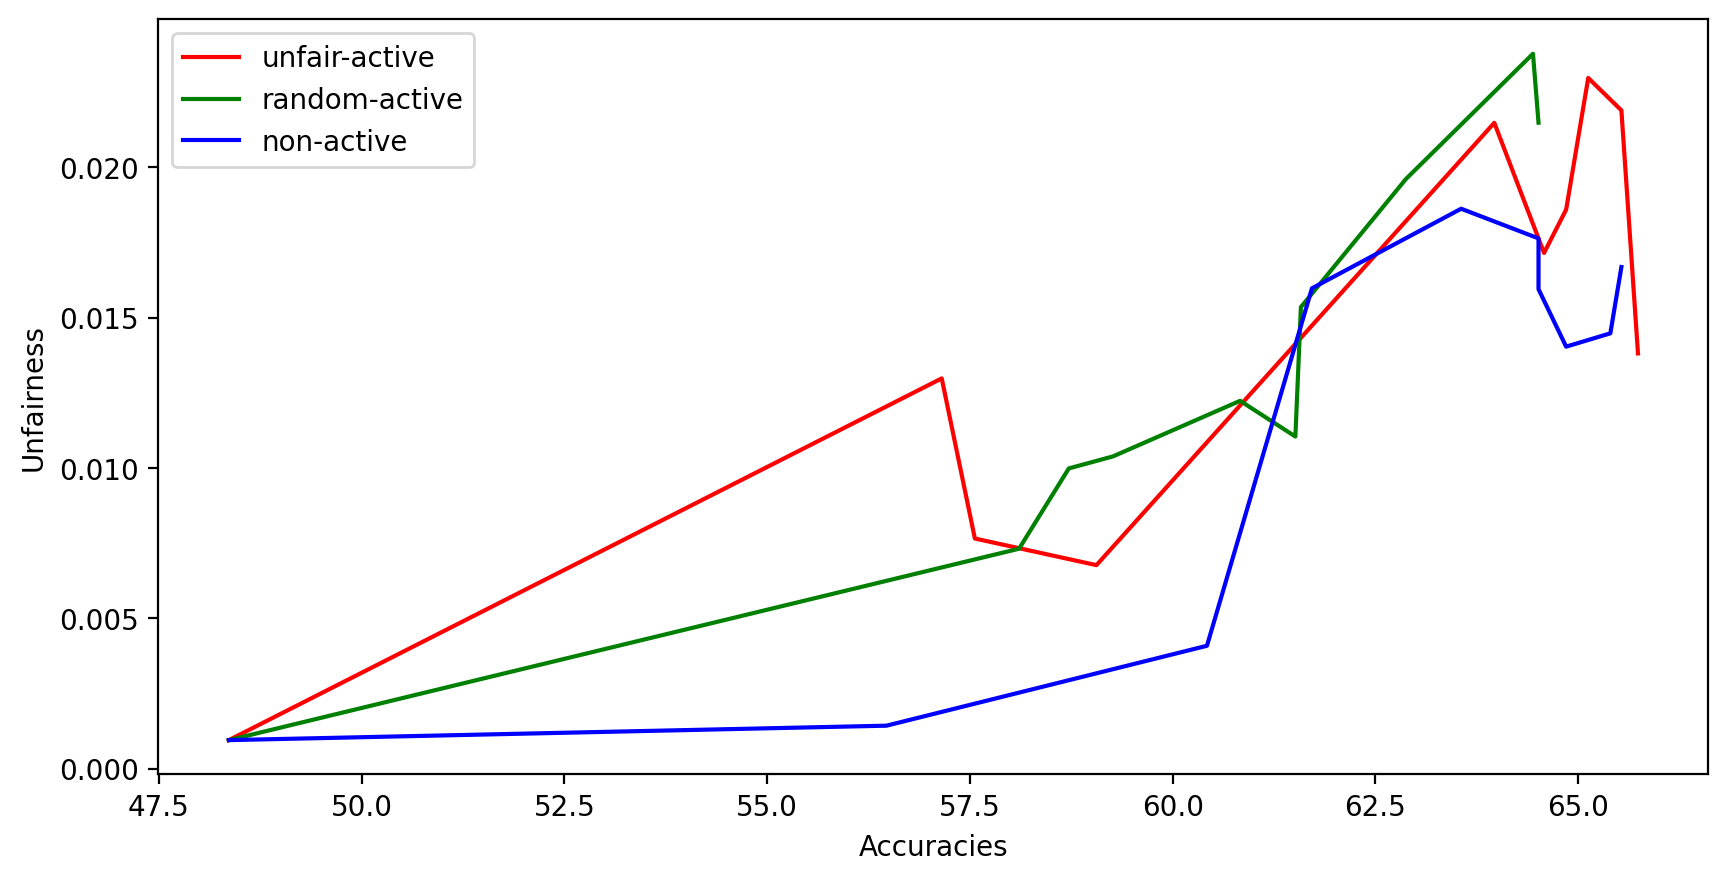 unfair-active
random-active
non-active
Unfairness
0.020
0.015
0.010
0.005
0.000
47.5 50.0 52.5 55.0 57.5 60.0 62.5 65.0
Accuracies